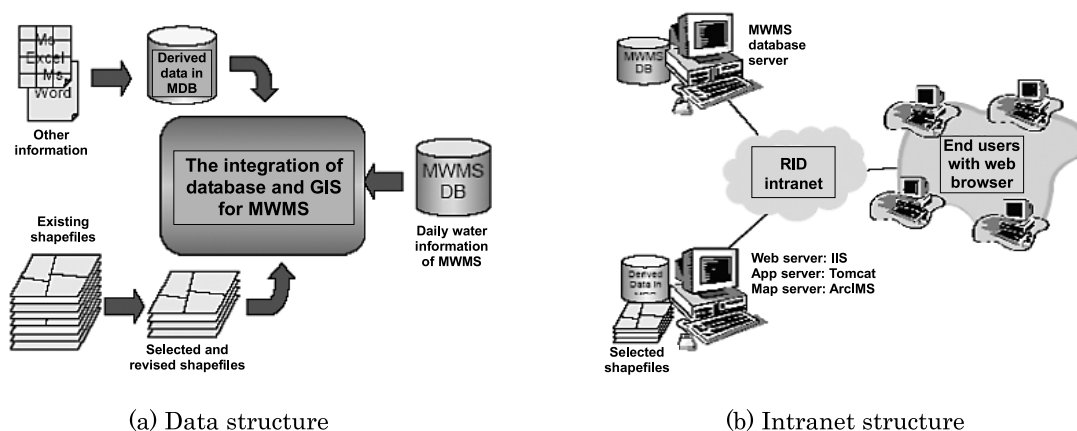 Ms
Excel
Ms
Word
Other
information
Derived
data in
MDB
The integration of
database and GIS
for MWMS
MWMS
DB
Daily water
information
of MWMS
Existing
shapefiles
Selected and
revised shapefiles
(a) Data structure
MWMS
DB
MWMS
database
server
RID
intranet
End users
with web
browser
Web server: IIS
App server: Tomcat
Map server: ArcIMS
Derived
Data in
Selected
shapefiles
(b) Intranet structure